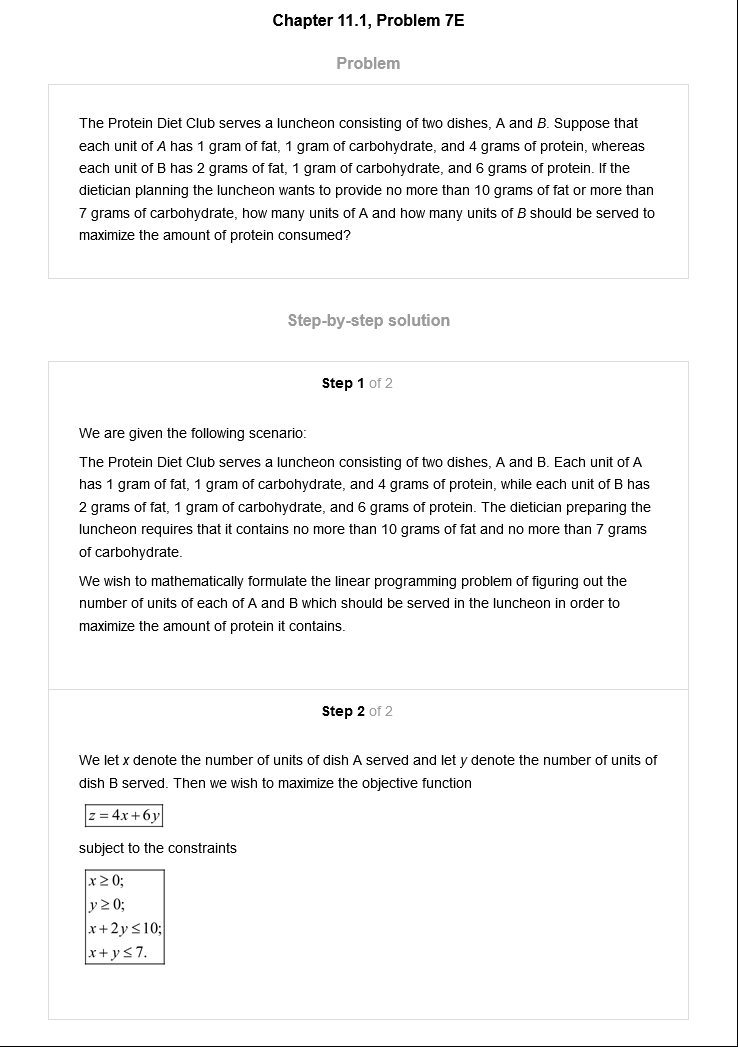 Chapter 11.1, Problem 7E
Problem
The Protein Diet Club serves a luncheon consisting of two dishes, A and B. Suppose that
each unit of A has 1 gram of fat, 1 gram of carbohydrate, and 4 grams of protein, whereas
each unit of B has 2 grams of fat, 1 gram of carbohydrate, and 6 grams of protein. If the
dietician planning the luncheon wants to provide no more than 10 grams of fat or more than
7 grams of carbohydrate, how many units of A and how many units of B should be served to
maximize the amount of protein consumed?
Step-by-step solution
Step 1 of 2
We are given the following scenario:
The Protein Diet Club serves a luncheon consisting of two dishes, A and B. Each unit of A
has 1 gram of fat, 1 gram of carbohydrate, and 4 grams of protein, while each unit of B has
2 grams of fat, 1 gram of carbohydrate, and 6 grams of protein. The dietician preparing the
luncheon requires that it contains no more than 10 grams of fat and no more than 7 grams
of carbohydrate.
We wish to mathematically formulate the linear programming problem of figuring out the
number of units of each of A and B which should be served in the luncheon in order to
maximize the amount of protein it contains.
Step 2 of 2
We let x denote the number of units of dish A served and let y denote the number of units of
dish B served. Then we wish to maximize the objective function
z = 4x + 6y
subject to the constraints
x ≥ 0;
y ≥ 0;
x + 2y ≤ 10;
x + y ≤ 7.